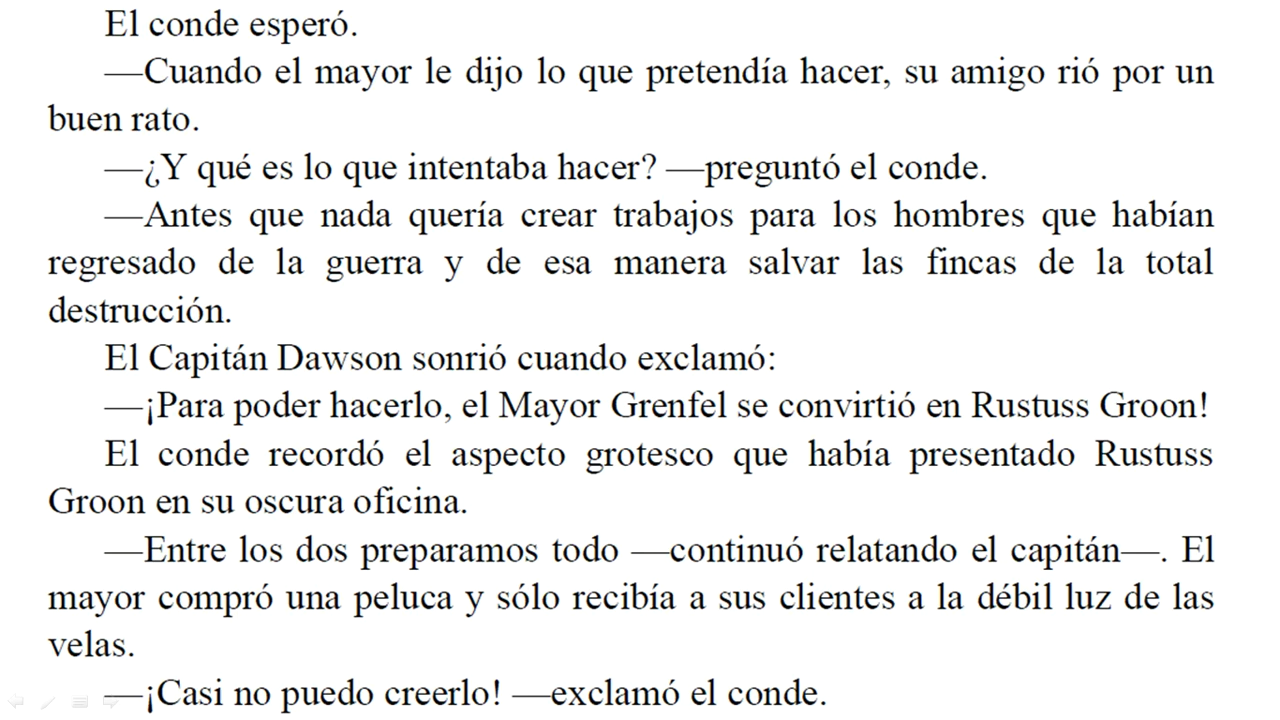 El conde esperó.
—Cuando el mayor le dijo lo que pretendía hacer, su amigo rió por un
buen rato.
—¿Y qué es lo que intentaba hacer? —preguntó el conde.
—Antes que nada quería crear trabajos para los hombres que habían
regresado de la guerra y de esa manera salvar las fincas de la total
destrucción.
El Capitán Dawson sonrió cuando exclamó:
—¡Para poder hacerlo, el Mayor Grenfel se convirtió en Rustuss Groon!
El conde recordó el aspecto grotesco que había presentado Rustuss
Groon en su oscura oficina.
—Entre los dos preparamos todo —continuó relatando el capitán—. El
mayor compró una peluca y sólo recibía a sus clientes a la débil luz de las
velas.
—¡Casi no puedo creerlo! —exclamó el conde.